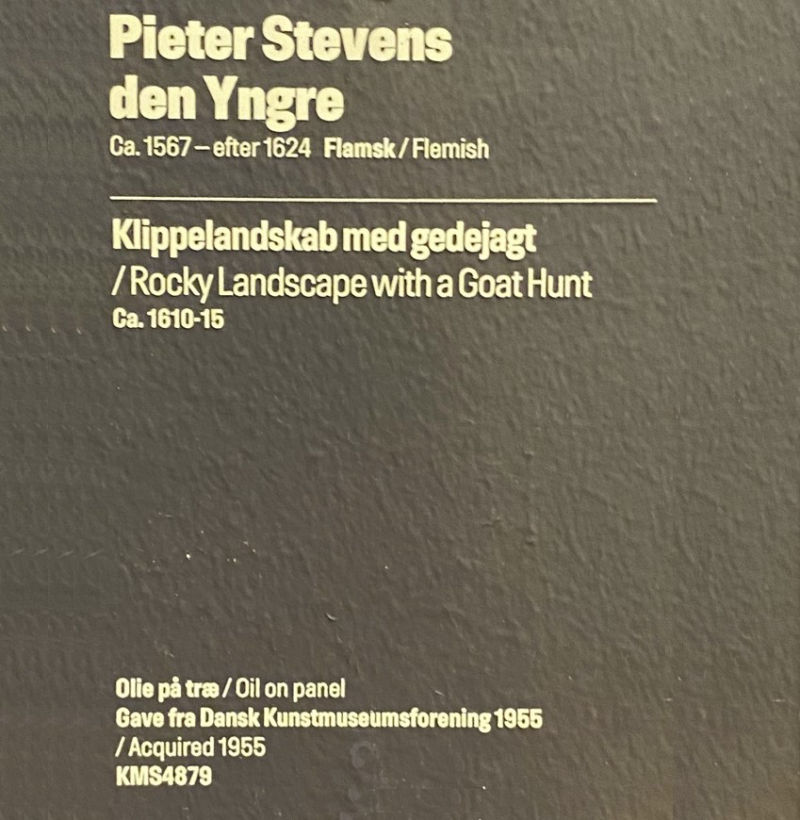 Pieter Stevens
den Yngre
Ca. 1567 – efter 1624 Flamsk / Flemish
Klippelandskab med gedejagt
/ Rocky Landscape with a Goat Hunt
Ca. 1610-15
Olie på træ / Oil on panel
Gave fra Dansk Kunstmuseumsforening 1955
/ Acquired 1955
KMS4879